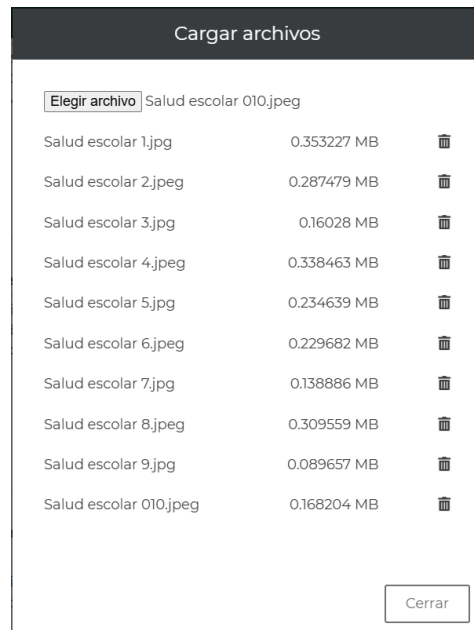 Cargar archivos
Elegir archivo Salud escolar 010.jpeg
Salud escolar 1.jpg 0.353227 MB
Salud escolar 2.jpeg 0.287479 MB
Salud escolar 3.jpg 0.16028 MB
Salud escolar 4.jpeg 0.338463 MB
Salud escolar 5.jpg 0.234639 MB
Salud escolar 6.jpeg 0.229682 MB
Salud escolar 7.jpg 0.138886 MB
Salud escolar 8.jpeg 0.309559 MB
Salud escolar 9.jpg 0.089657 MB
Salud escolar 010.jpeg 0.168204 MB
Cerrar